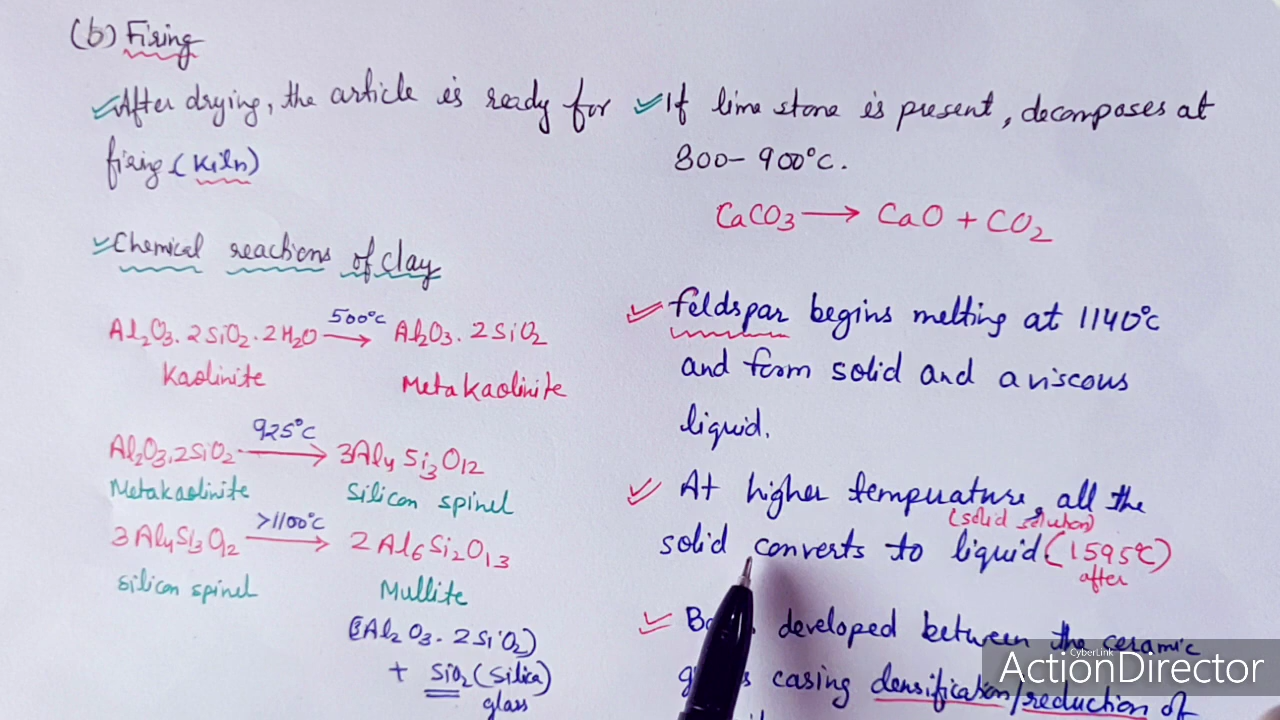 (b) Firing
✓After drying, the article is ready for
firing (Kiln)
✓Chemical reactions of clay
Al₂O₃.2SiO₂.2H₂O →500°C Al₂O₃.2SiO₂
Kaolinite Metakaolinite
Al₂O₃.2SiO₂ →925°C 3Al₄Si₃O₁₂
Metakaolinite Silicon spinel
3Al₄Si₃O₁₂ →>1100°C 2Al₆Si₂O₁₃
silicon spinel Mullite
(3Al₂O₃.2SiO₂)
+ SiO₂ (silica)
glass
✓If lime stone is present, decomposes at
800-900°C.
CaCO₃ → CaO + CO₂
✓feldspar begins melting at 1140°C
and form solid and a viscous
liquid.
✓At higher temperature, all the
(solid solution)
solid converts to liquid (1595°C)
after
✓developed between the ceramic
casing densification/reduction of
CyberLink
ActionDirector